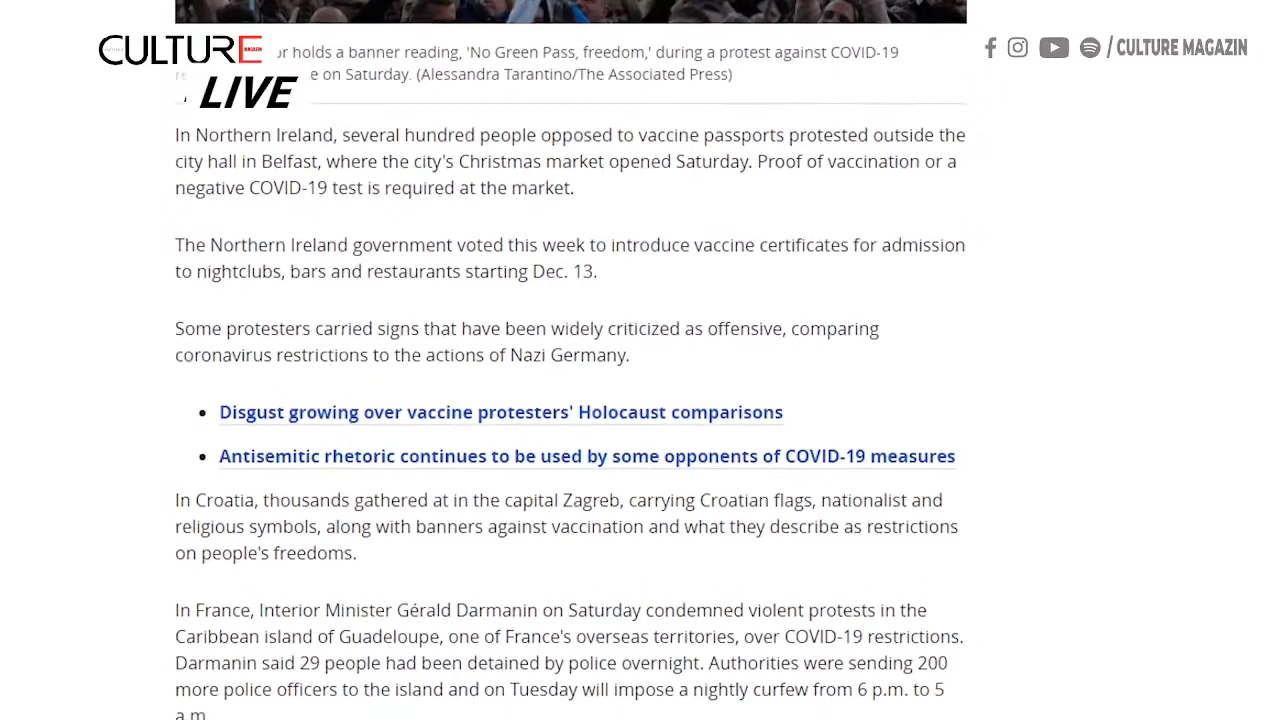 CULTURE
MAGAZIN
LIVE
/ CULTURE MAGAZIN
or holds a banner reading, 'No Green Pass, freedom,' during a protest against COVID-19
re e on Saturday. (Alessandra Tarantino/The Associated Press)
In Northern Ireland, several hundred people opposed to vaccine passports protested outside the
city hall in Belfast, where the city's Christmas market opened Saturday. Proof of vaccination or a
negative COVID-19 test is required at the market.
The Northern Ireland government voted this week to introduce vaccine certificates for admission
to nightclubs, bars and restaurants starting Dec. 13.
Some protesters carried signs that have been widely criticized as offensive, comparing
coronavirus restrictions to the actions of Nazi Germany.
• Disgust growing over vaccine protesters' Holocaust comparisons
• Antisemitic rhetoric continues to be used by some opponents of COVID-19 measures
In Croatia, thousands gathered at in the capital Zagreb, carrying Croatian flags, nationalist and
religious symbols, along with banners against vaccination and what they describe as restrictions
on people's freedoms.
In France, Interior Minister Gérald Darmanin on Saturday condemned violent protests in the
Caribbean island of Guadeloupe, one of France's overseas territories, over COVID-19 restrictions.
Darmanin said 29 people had been detained by police overnight. Authorities were sending 200
more police officers to the island and on Tuesday will impose a nightly curfew from 6 p.m. to 5
a.m.